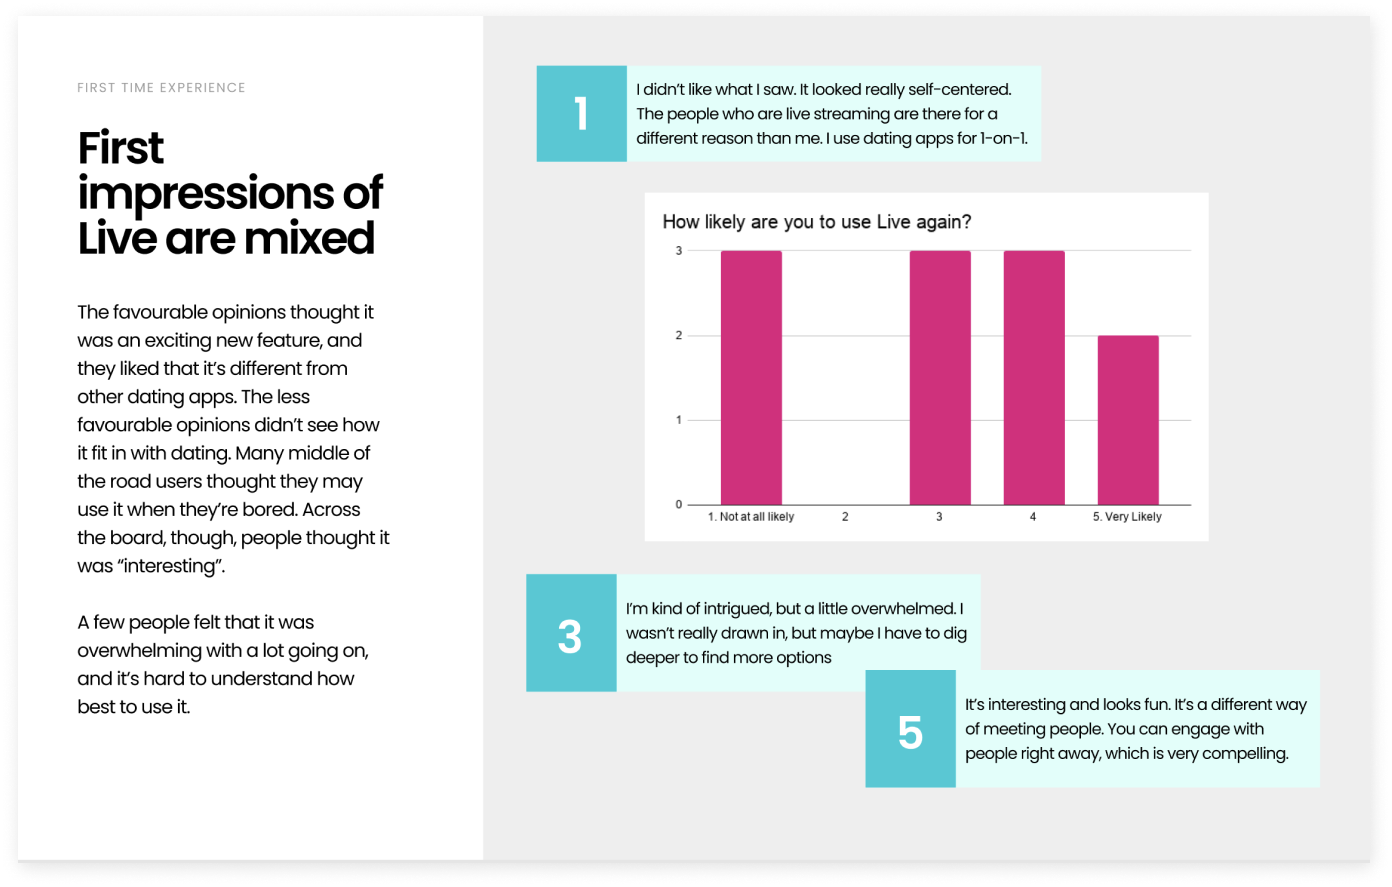 FIRST TIME EXPERIENCE
First
impressions of
Live are mixed
The favourable opinions thought it
was an exciting new feature, and
they liked that it’s different from
other dating apps. The less
favourable opinions didn’t see how
it fit in with dating. Many middle of
the road users thought they may
use it when they’re bored. Across
the board, though, people thought it
was “interesting”.
A few people felt that it was
overwhelming with a lot going on,
and it’s hard to understand how
best to use it.
1
I didn’t like what I saw. It looked really self-centered.
The people who are live streaming are there for a
different reason than me. I use dating apps for 1-on-1.
How likely are you to use Live again?
3
2
1
0
1. Not at all likely
2
3
4
5. Very Likely
3
I’m kind of intrigued, but a little overwhelmed. I
wasn’t really drawn in, but maybe I have to dig
deeper to find more options
5
It’s interesting and looks fun. It’s a different way
of meeting people. You can engage with
people right away, which is very compelling.